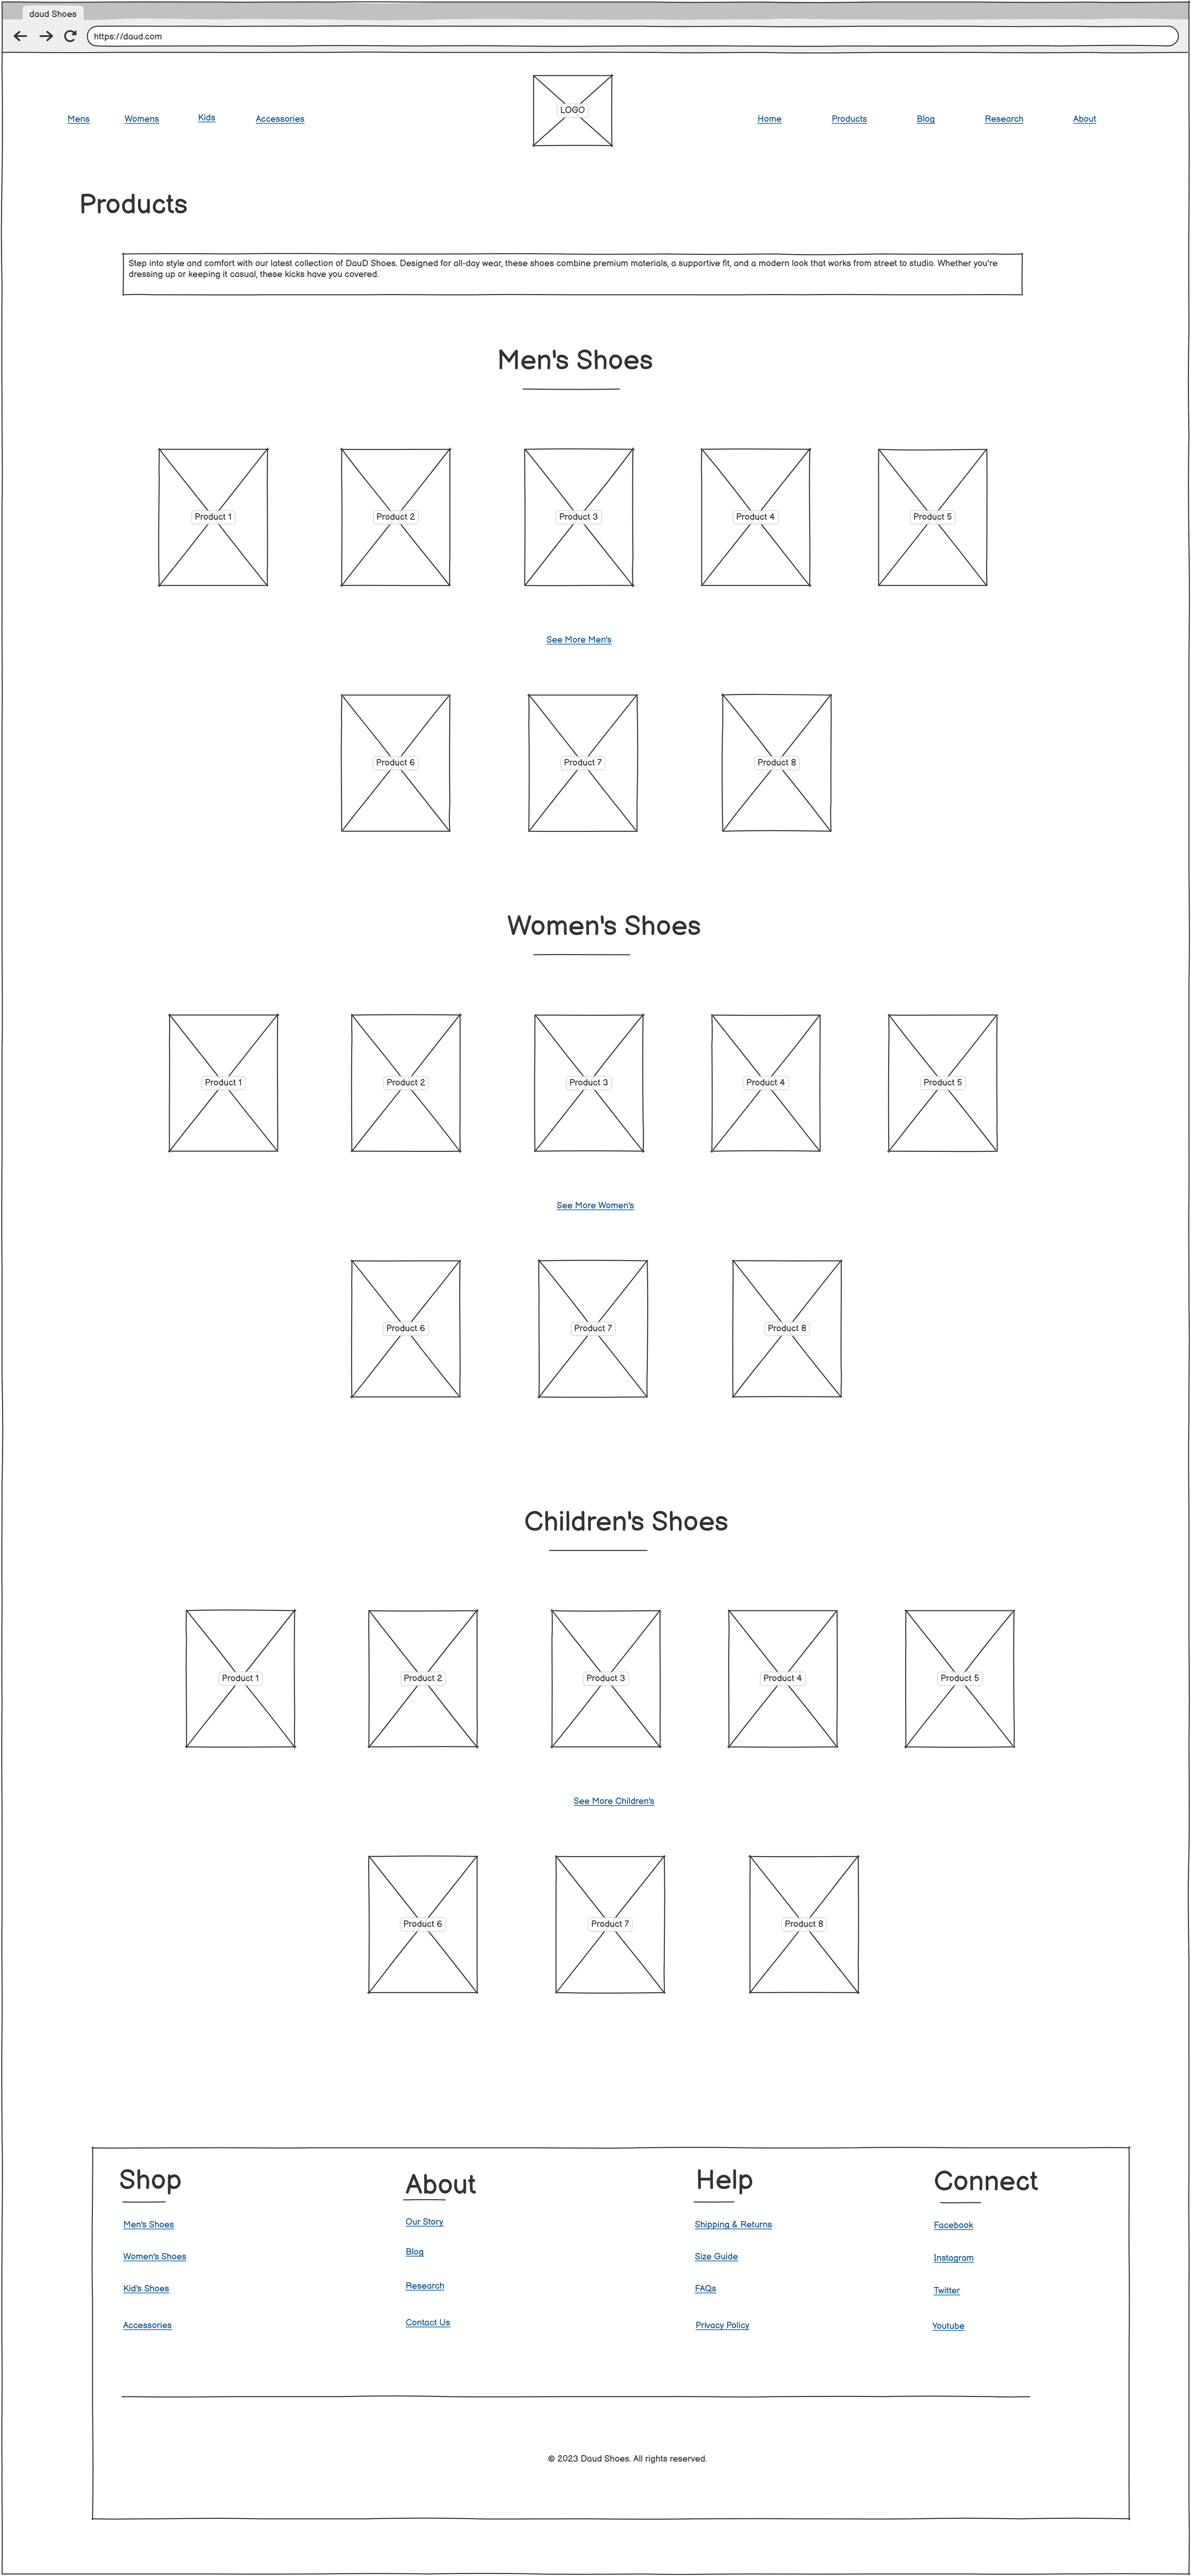 daud Shoes
https://daud.com
LOGO
Mens Womens Kids Accessories Home Products Blog Research About
Products
Step into style and comfort with our latest collection of DauD Shoes. Designed for all-day wear, these shoes combine premium materials, a supportive fit, and a modern look that works from street to studio. Whether you're
dressing up or keeping it casual, these kicks have you covered.
Men's Shoes
Product 1 Product 2 Product 3 Product 4 Product 5
See More Men's
Product 6 Product 7 Product 8
Women's Shoes
Product 1 Product 2 Product 3 Product 4 Product 5
See More Women's
Product 6 Product 7 Product 8
Children's Shoes
Product 1 Product 2 Product 3 Product 4 Product 5
See More Children's
Product 6 Product 7 Product 8
Shop
Men's Shoes
Women's Shoes
Kid's Shoes
Accessories
About
Our Story
Blog
Research
Contact Us
Help
Shipping & Returns
Size Guide
FAQs
Privacy Policy
Connect
Facebook
Instagram
Twitter
Youtube
© 2023 Daud Shoes. All rights reserved.